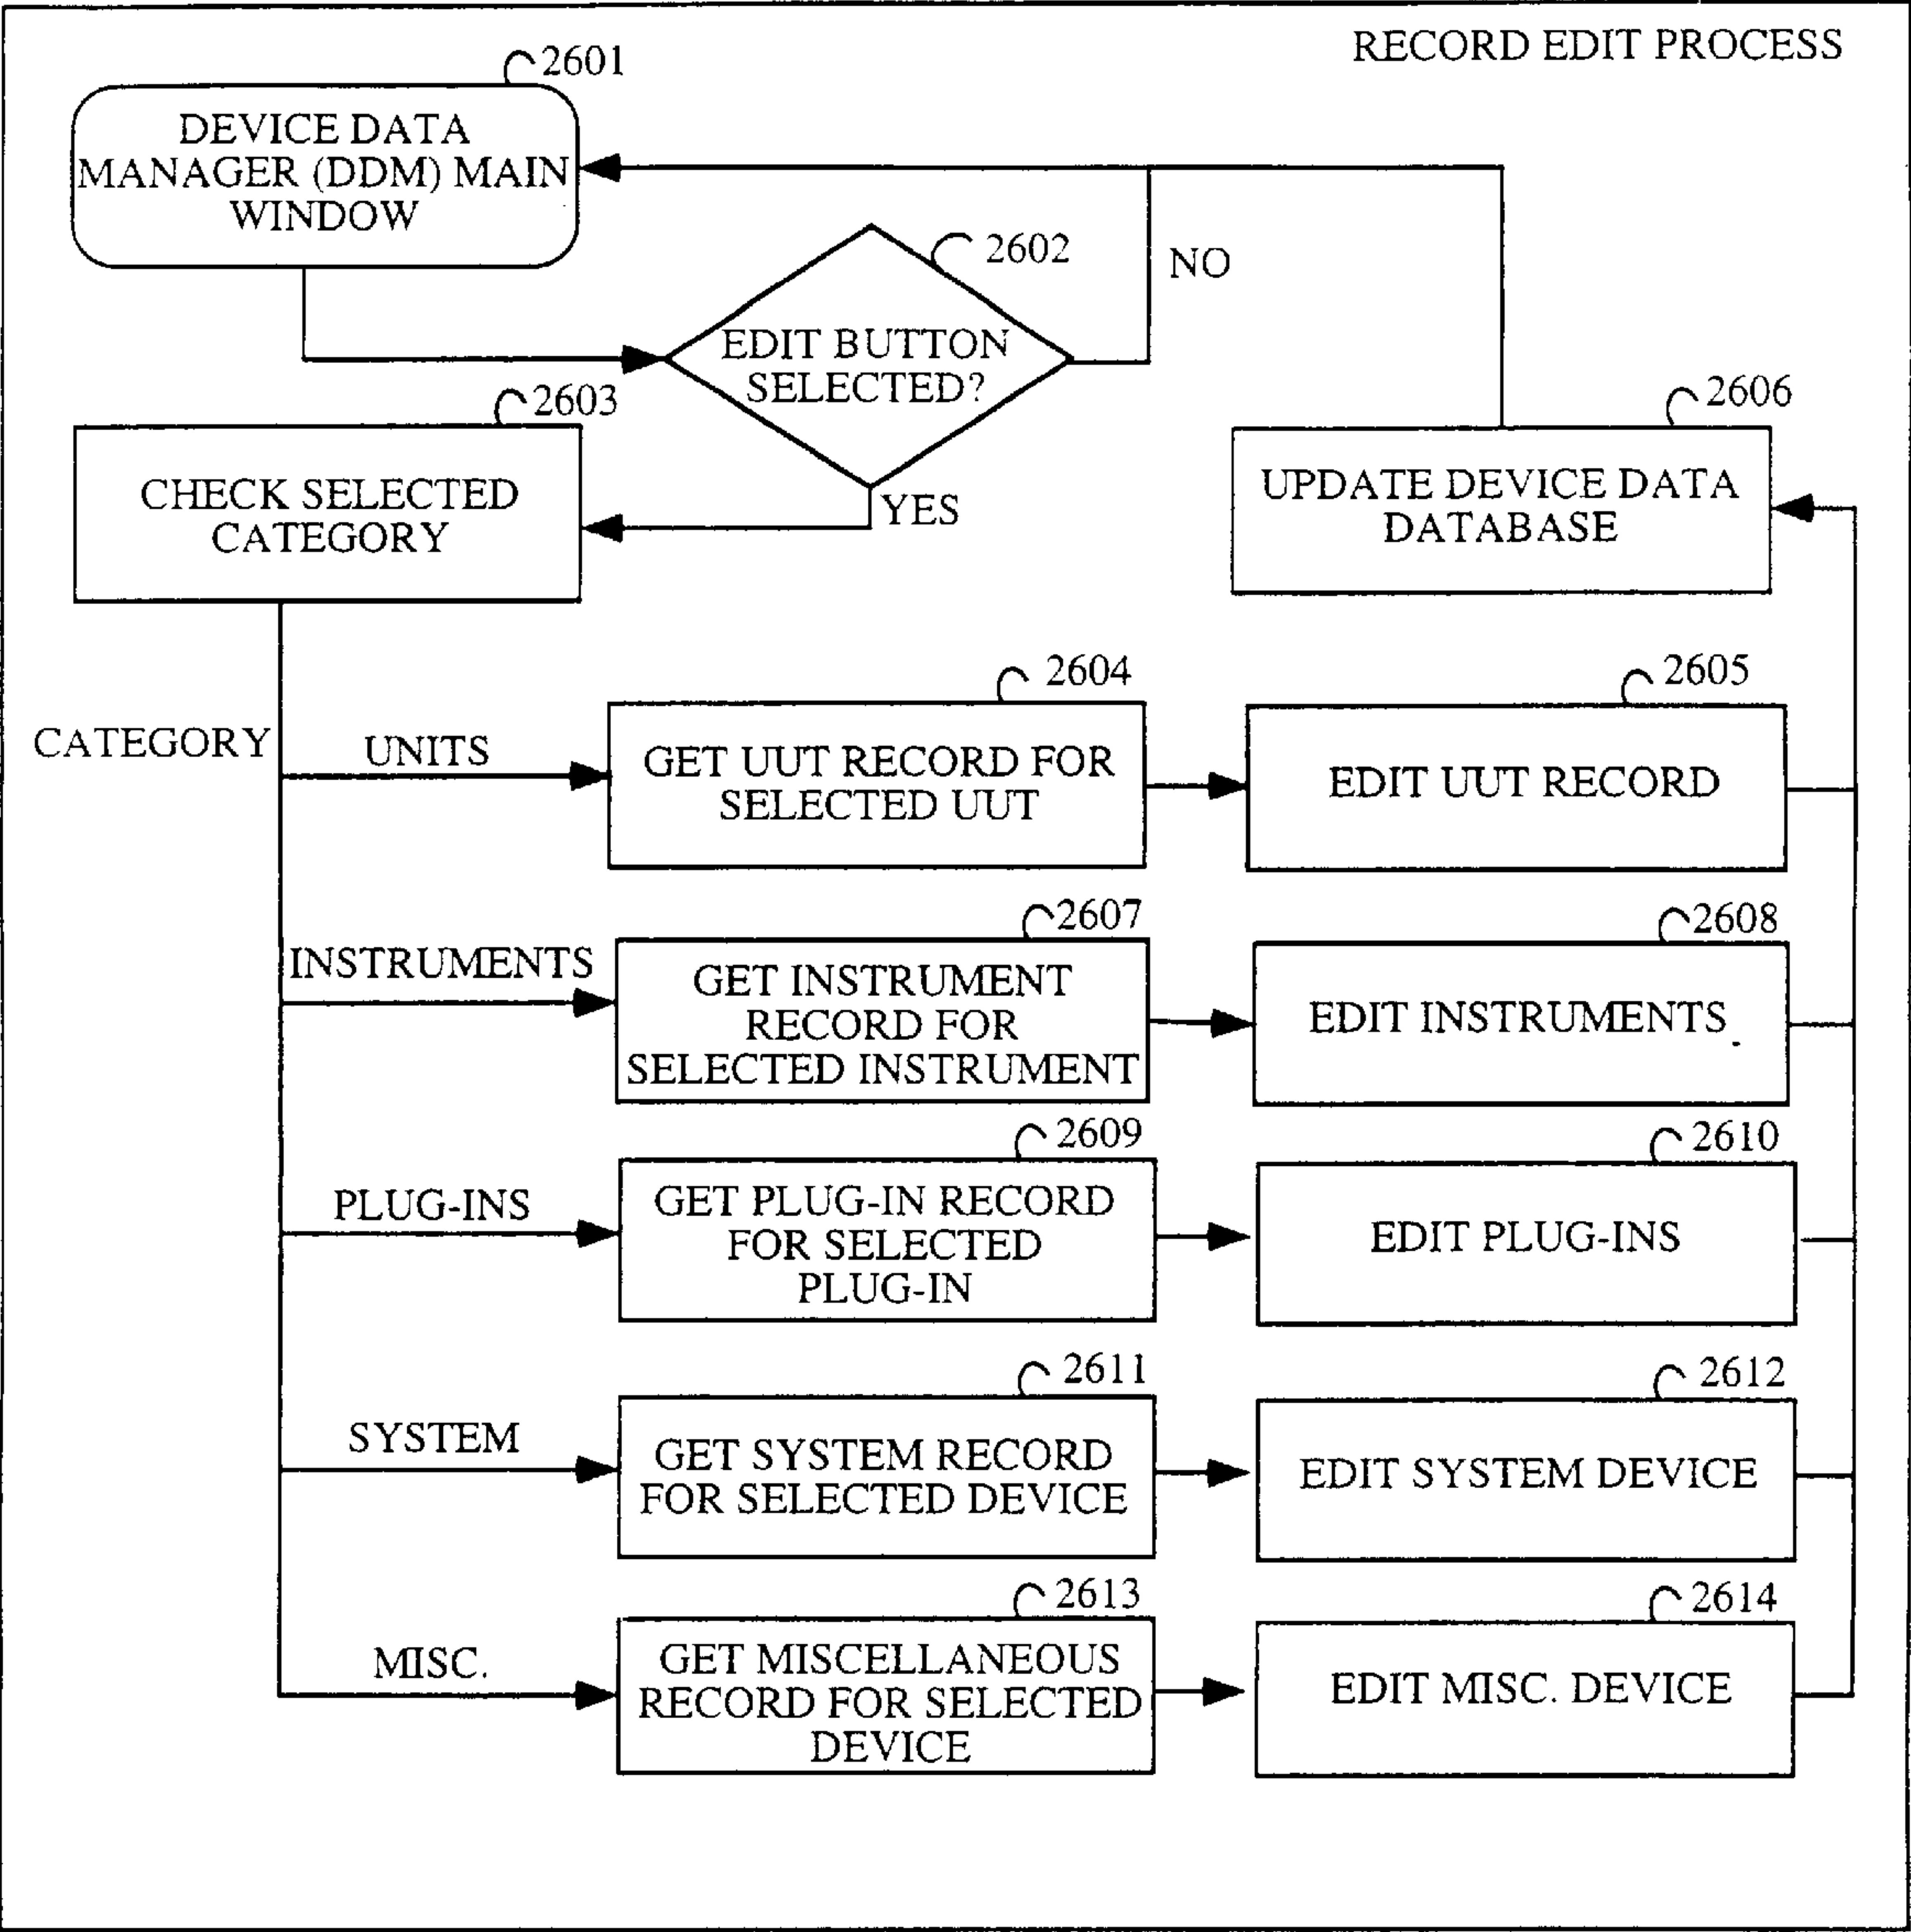 RECORD EDIT PROCESS
2601
DEVICE DATA
MANAGER (DDM) MAIN
WINDOW
2602
NO
EDIT BUTTON
SELECTED?
YES
2603
CHECK SELECTED
CATEGORY
2606
UPDATE DEVICE DATA
DATABASE
CATEGORY
UNITS
2604
GET UUT RECORD FOR
SELECTED UUT
2605
EDIT UUT RECORD
INSTRUMENTS
2607
GET INSTRUMENT
RECORD FOR
SELECTED INSTRUMENT
2608
EDIT INSTRUMENTS
PLUG-INS
2609
GET PLUG-IN RECORD
FOR SELECTED
PLUG-IN
2610
EDIT PLUG-INS
SYSTEM
2611
GET SYSTEM RECORD
FOR SELECTED DEVICE
2612
EDIT SYSTEM DEVICE
MISC.
2613
GET MISCELLANEOUS
RECORD FOR SELECTED
DEVICE
2614
EDIT MISC. DEVICE